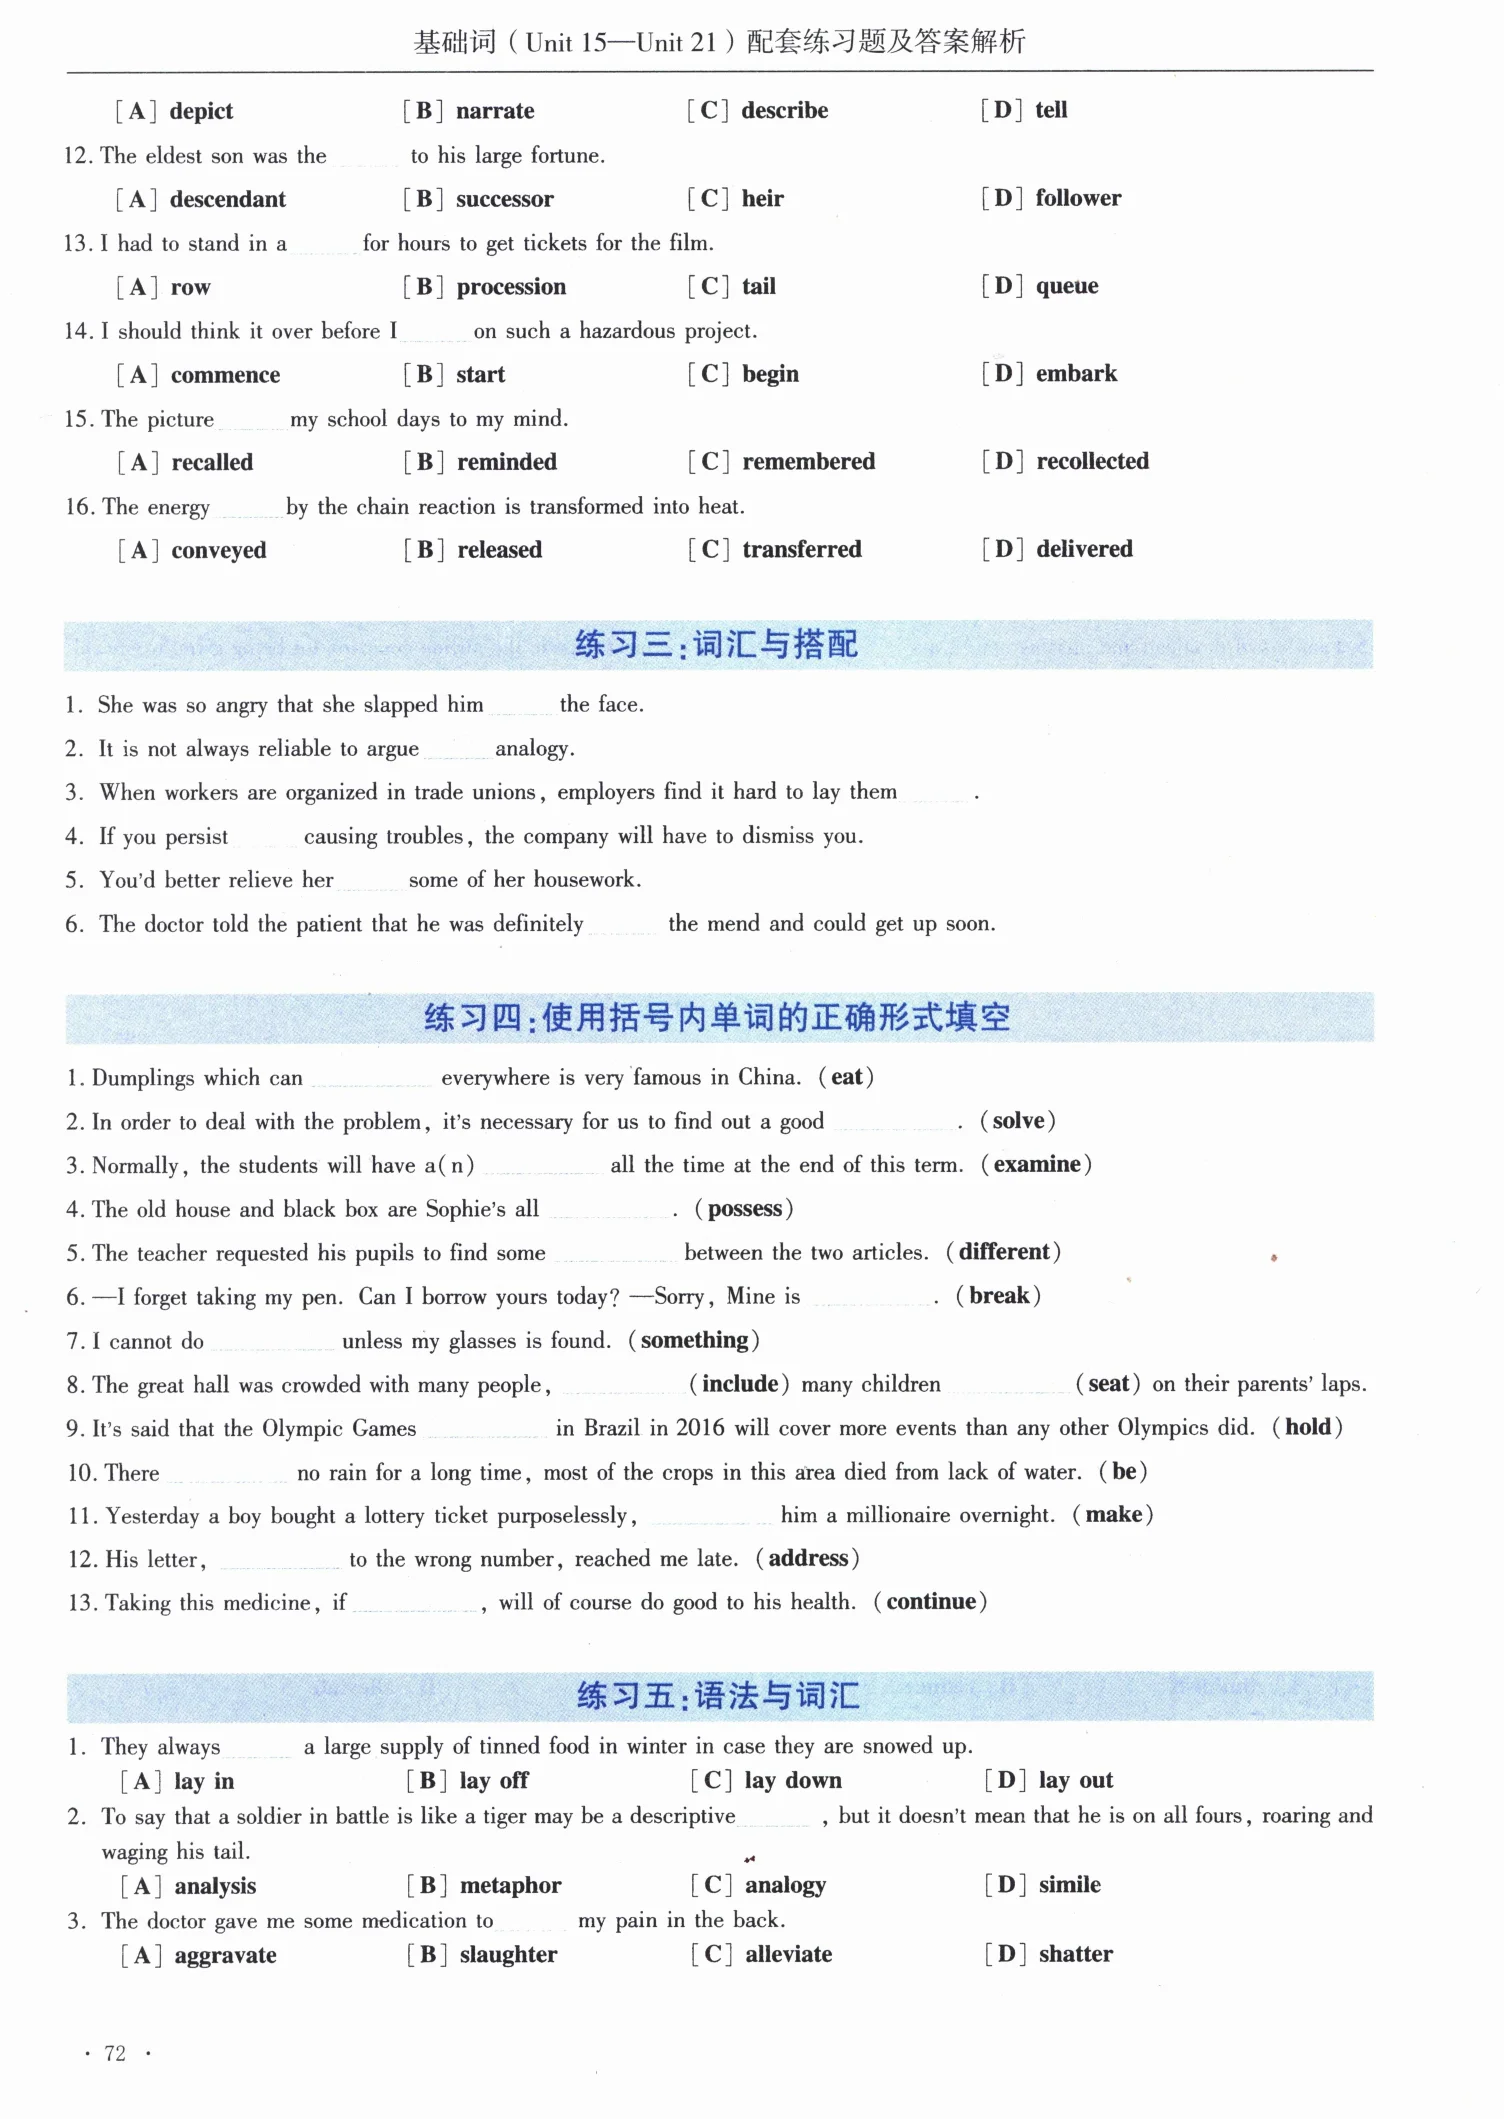 基础词（Unit 15—Unit 21）配套练习题及答案解析
[A] depict [B] narrate [C] describe [D] tell
12. The eldest son was the ______ to his large fortune.
[A] descendant [B] successor [C] heir [D] follower
13. I had to stand in a ______ for hours to get tickets for the film.
[A] row [B] procession [C] tail [D] queue
14. I should think it over before I ______ on such a hazardous project.
[A] commence [B] start [C] begin [D] embark
15. The picture ______ my school days to my mind.
[A] recalled [B] reminded [C] remembered [D] recollected
16. The energy ______ by the chain reaction is transformed into heat.
[A] conveyed [B] released [C] transferred [D] delivered
练习三：词汇与搭配
1. She was so angry that she slapped him ______ the face.
2. It is not always reliable to argue ______ analogy.
3. When workers are organized in trade unions, employers find it hard to lay them ______ .
4. If you persist ______ causing troubles, the company will have to dismiss you.
5. You'd better relieve her ______ some of her housework.
6. The doctor told the patient that he was definitely ______ the mend and could get up soon.
练习四：使用括号内单词的正确形式填空
1. Dumplings which can __________ everywhere is very famous in China. (eat)
2. In order to deal with the problem, it's necessary for us to find out a good __________ . (solve)
3. Normally, the students will have a(n) __________ all the time at the end of this term. (examine)
4. The old house and black box are Sophie's all __________ . (possess)
5. The teacher requested his pupils to find some __________ between the two articles. (different)
6. —I forget taking my pen. Can I borrow yours today? —Sorry, Mine is __________ . (break)
7. I cannot do __________ unless my glasses is found. (something)
8. The great hall was crowded with many people, __________ (include) many children __________ (seat) on their parents' laps.
9. It's said that the Olympic Games __________ in Brazil in 2016 will cover more events than any other Olympics did. (hold)
10. There __________ no rain for a long time, most of the crops in this area died from lack of water. (be)
11. Yesterday a boy bought a lottery ticket purposelessly, __________ him a millionaire overnight. (make)
12. His letter, __________ to the wrong number, reached me late. (address)
13. Taking this medicine, if __________ , will of course do good to his health. (continue)
练习五：语法与词汇
1. They always ______ a large supply of tinned food in winter in case they are snowed up.
[A] lay in [B] lay off [C] lay down [D] lay out
2. To say that a soldier in battle is like a tiger may be a descriptive ______ , but it doesn't mean that he is on all fours, roaring and
waging his tail.
[A] analysis [B] metaphor [C] analogy [D] simile
3. The doctor gave me some medication to ______ my pain in the back.
[A] aggravate [B] slaughter [C] alleviate [D] shatter
· 72 ·